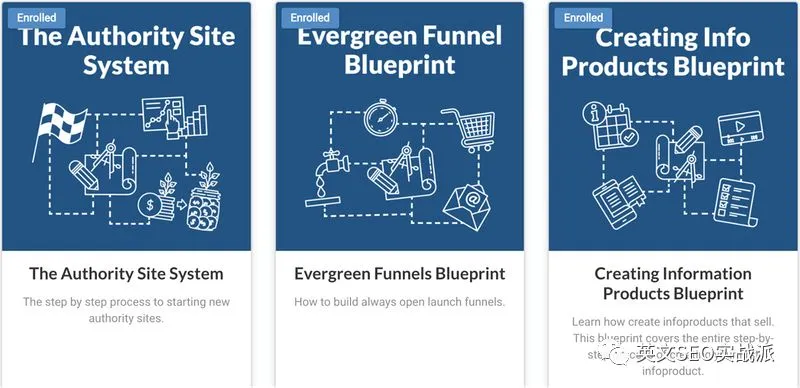 Enrolled
The Authority Site
System
The Authority Site System
The step by step process to starting new
authority sites.
Enrolled
Evergreen Funnel
Blueprint
Evergreen Funnels Blueprint
How to build always open launch funnels.
Enrolled
Creating Info
Products Blueprint
Creating Information
Products Blueprint
Learn how create infoproducts that sell.
This blueprint covers the entire step-by-
infoproduct.
英文SEO实战派